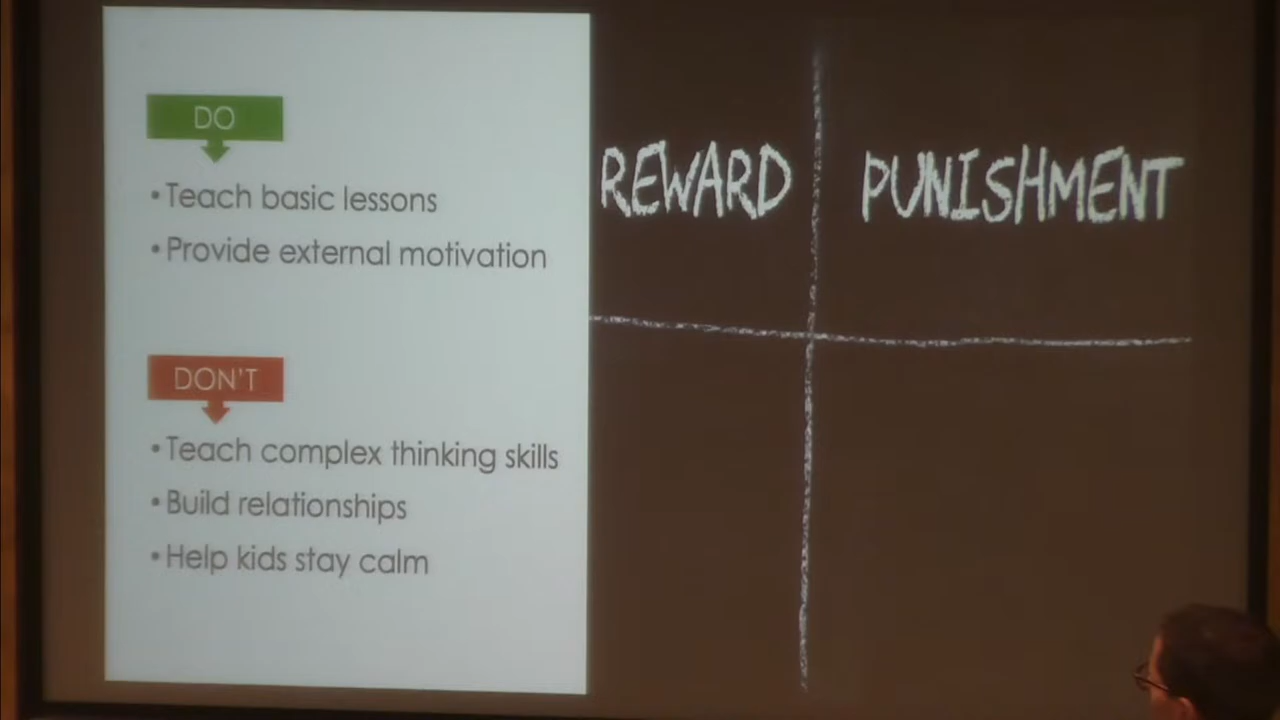 DO
• Teach basic lessons
• Provide external motivation
DON'T
• Teach complex thinking skills
• Build relationships
• Help kids stay calm
REWARD
PUNISHMENT